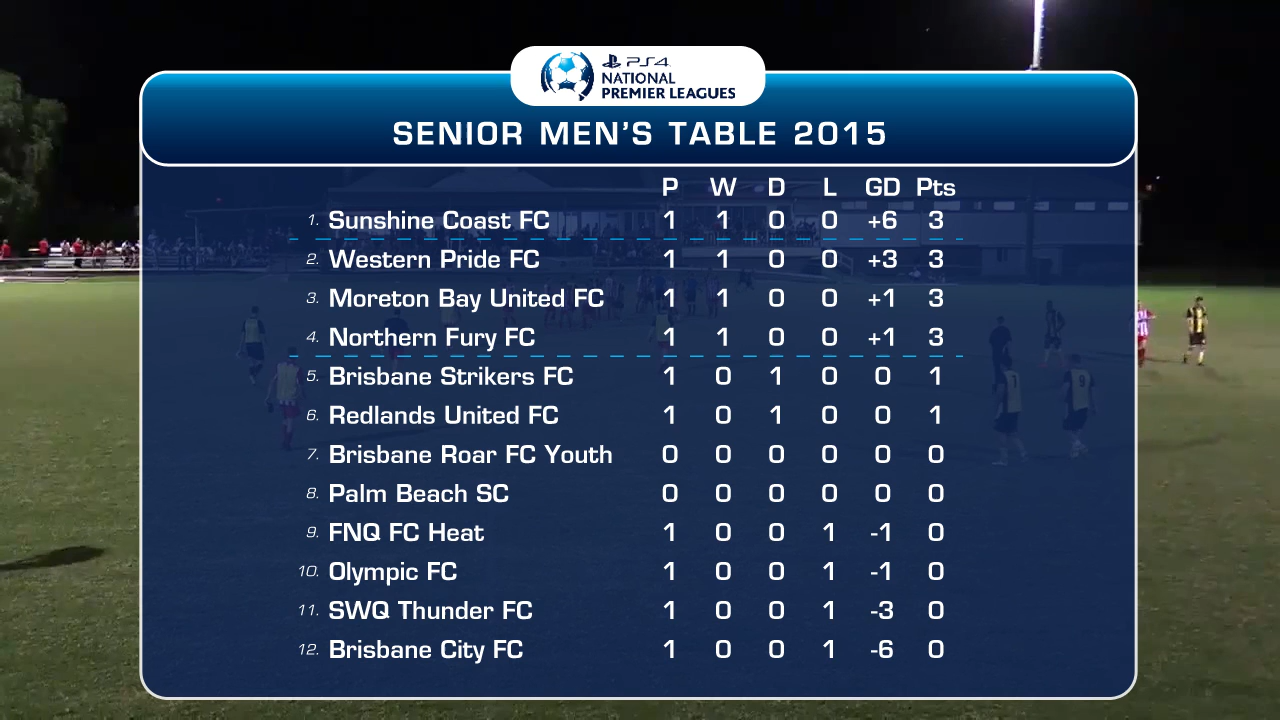 PS4
NATIONAL
PREMIER LEAGUES
SENIOR MEN'S TABLE 2015
P W D L GD Pts
1. Sunshine Coast FC 1 1 0 0 +6 3
2. Western Pride FC 1 1 0 0 +3 3
3. Moreton Bay United FC 1 1 0 0 +1 3
4. Northern Fury FC 1 1 0 0 +1 3
5. Brisbane Strikers FC 1 0 1 0 0 1
6. Redlands United FC 1 0 1 0 0 1
7. Brisbane Roar FC Youth 0 0 0 0 0 0
8. Palm Beach SC 0 0 0 0 0 0
9. FNQ FC Heat 1 0 0 1 -1 0
10. Olympic FC 1 0 0 1 -1 0
11. SWQ Thunder FC 1 0 0 1 -3 0
12. Brisbane City FC 1 0 0 1 -6 0